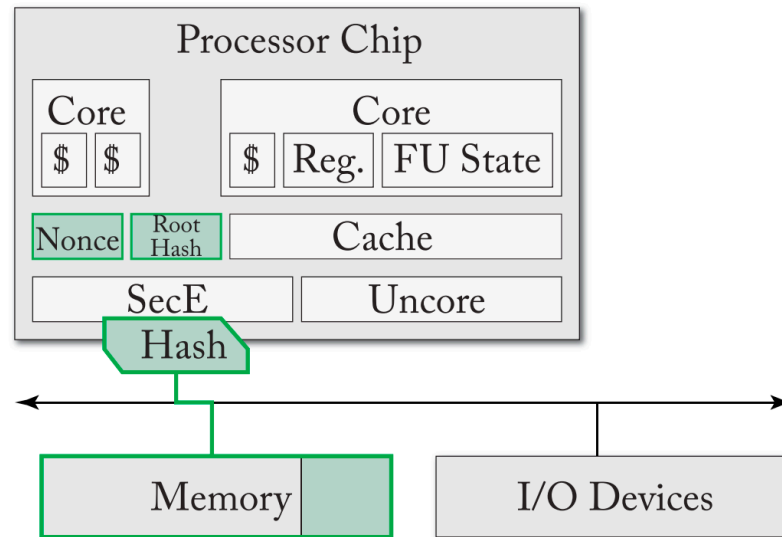 Processor Chip
Core
Core
$ $
$ Reg. FU State
Nonce
Root
Hash
Cache
SecE
Uncore
Hash
Memory
I/O Devices